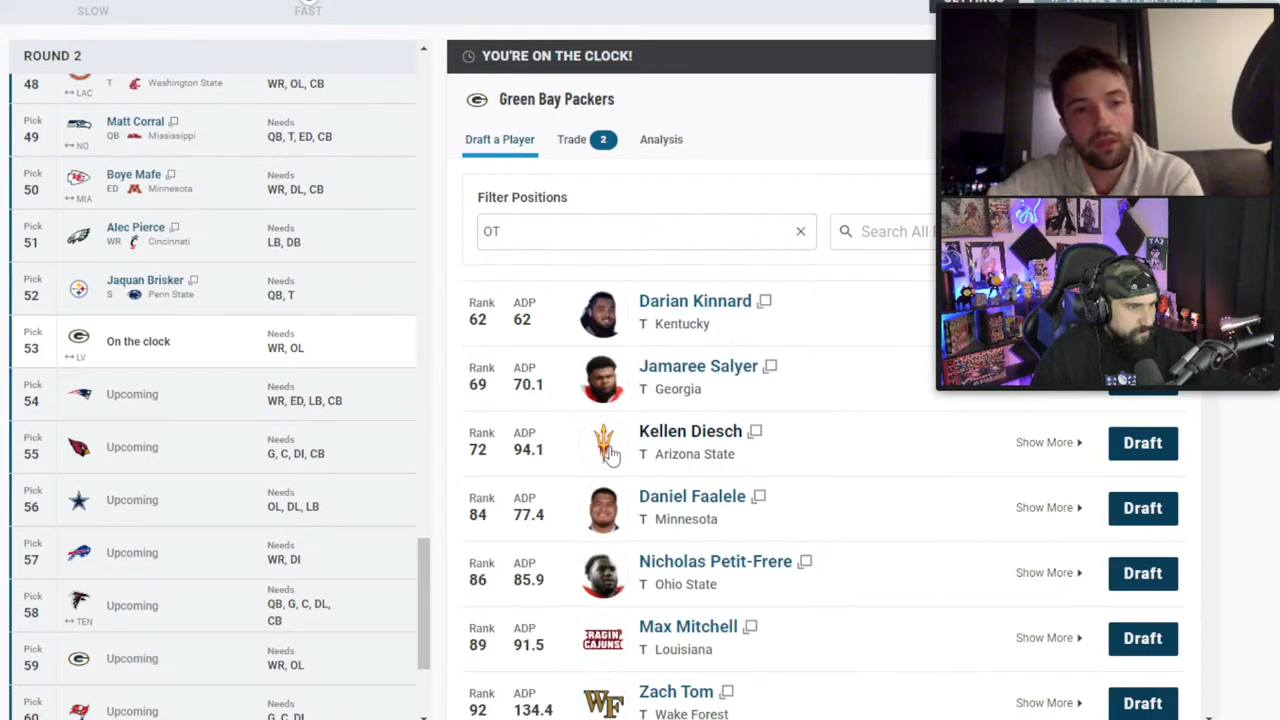 SLOW
FAST
ROUND 2
48
↔ LAC
T Washington State
WR, OL, CB
Pick
49
↔ NO
Matt Corral
QB Mississippi
Needs
QB, T, ED, CB
Pick
50
↔ MIA
Boye Mafe
ED Minnesota
Needs
WR, DL, CB
Pick
51
Alec Pierce
WR Cincinnati
Needs
LB, DB
Pick
52
Jaquan Brisker
S Penn State
Needs
QB, T
Pick
53
↔ LV
On the clock
Needs
WR, OL
Pick
54
Upcoming
Needs
WR, ED, LB, CB
Pick
55
Upcoming
Needs
G, C, DI, CB
Pick
56
Upcoming
Needs
OL, DL, LB
Pick
57
Upcoming
Needs
WR, DI
Pick
58
↔ TEN
Upcoming
Needs
QB, G, C, DL,
CB
Pick
59
Upcoming
Needs
WR, OL
Pick
60
Upcoming
Needs
G, C, DI
YOU'RE ON THE CLOCK!
Green Bay Packers
Draft a Player
Trade 2
Analysis
Filter Positions
OT
Search All
Rank ADP
62 62
Darian Kinnard
T Kentucky
Rank ADP
69 70.1
Jamaree Salyer
T Georgia
Rank ADP
72 94.1
Kellen Diesch
T Arizona State
Show More
Draft
Rank ADP
84 77.4
Daniel Faalele
T Minnesota
Show More
Draft
Rank ADP
86 85.9
Nicholas Petit-Frere
T Ohio State
Show More
Draft
Rank ADP
89 91.5
RAGIN'
CAJUNS
Max Mitchell
T Louisiana
Show More
Draft
Rank ADP
92 134.4
WF
Zach Tom
T Wake Forest
Show More
Draft